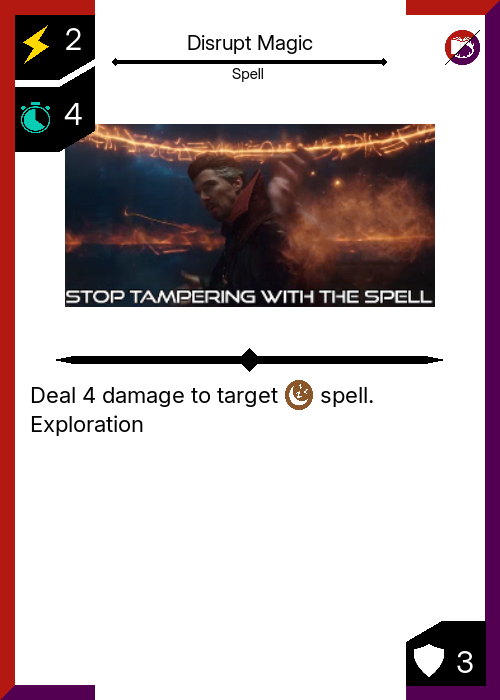 2
Disrupt Magic
Spell
4
STOP TAMPERING WITH THE SPELL
Deal 4 damage to target spell.
Exploration
3